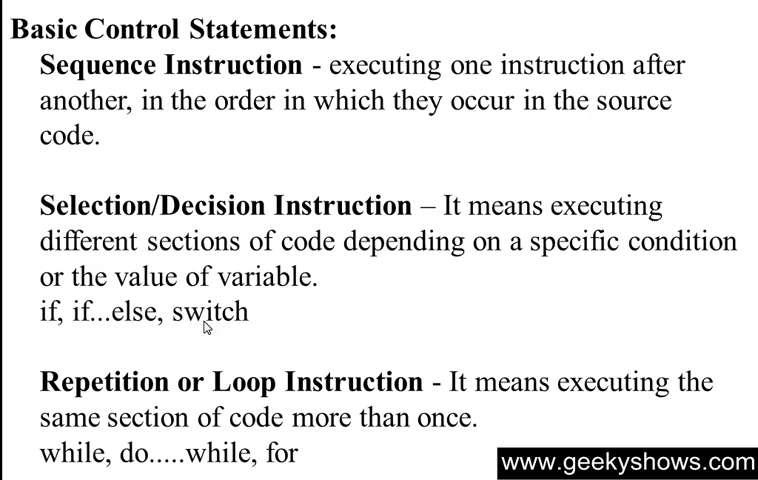 Basic Control Statements:
Sequence Instruction - executing one instruction after
another, in the order in which they occur in the source
code.
Selection/Decision Instruction – It means executing
different sections of code depending on a specific condition
or the value of variable.
if, if...else, switch
Repetition or Loop Instruction - It means executing the
same section of code more than once.
while, do.....while, for
www.geekyshows.com